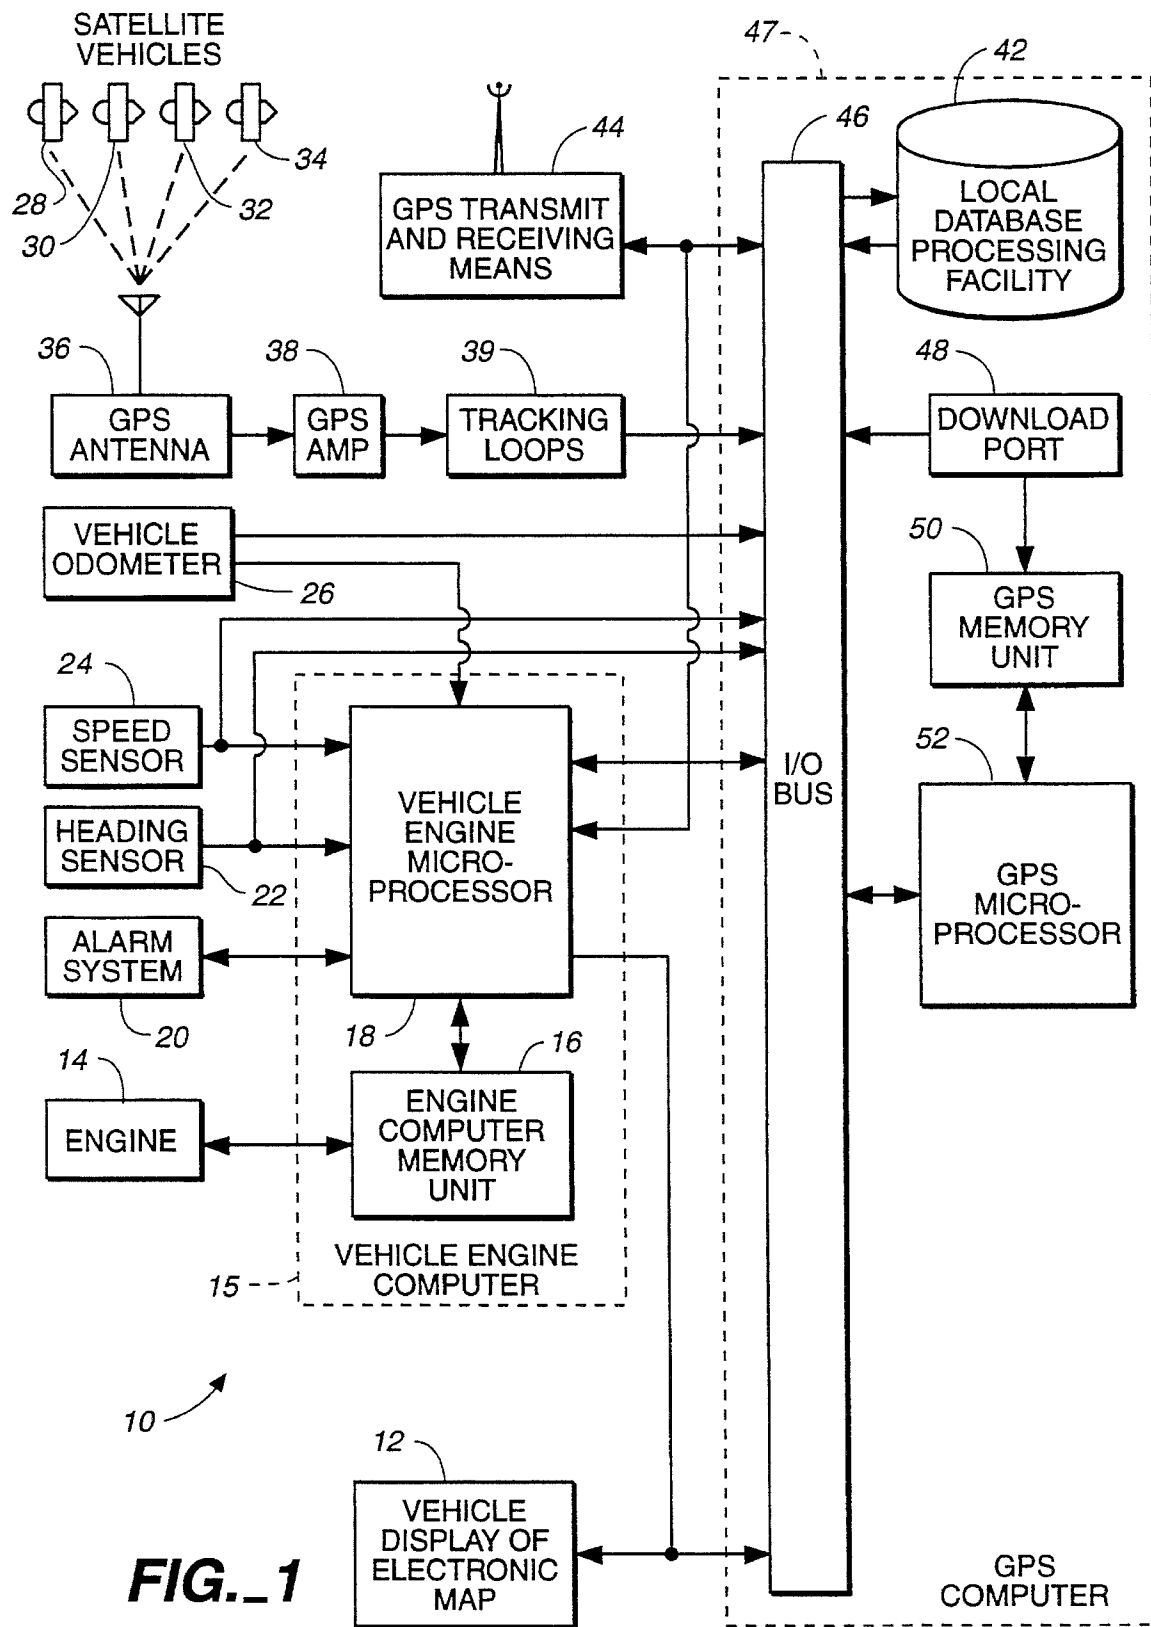 SATELLITE
VEHICLES
28
30
32
34
44
GPS TRANSMIT
AND RECEIVING
MEANS
47
46
42
LOCAL
DATABASE
PROCESSING
FACILITY
36
GPS
ANTENNA
38
GPS
AMP
39
TRACKING
LOOPS
48
DOWNLOAD
PORT
VEHICLE
ODOMETER
26
50
GPS
MEMORY
UNIT
24
SPEED
SENSOR
HEADING
SENSOR
22
ALARM
SYSTEM
20
VEHICLE
ENGINE
MICRO-
PROCESSOR
18
I/O
BUS
52
GPS
MICRO-
PROCESSOR
14
ENGINE
16
ENGINE
COMPUTER
MEMORY
UNIT
VEHICLE ENGINE
COMPUTER
15
10
12
VEHICLE
DISPLAY OF
ELECTRONIC
MAP
GPS
COMPUTER
FIG._1